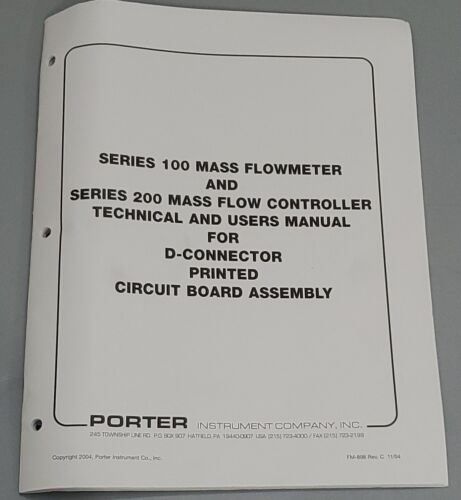 SERIES 100 MASS FLOWMETER
AND
SERIES 200 MASS FLOW CONTROLLER
TECHNICAL AND USERS MANUAL
FOR
D-CONNECTOR
PRINTED
CIRCUIT BOARD ASSEMBLY
PORTER INSTRUMENT COMPANY, INC.
245 TOWNSHIP LINE RD. P.O. BOX 907 HATFIELD, PA 19440-0907 USA (215) 723-4000 / FAX (215) 723-2199
Copyright 2004, Porter Instrument Co., Inc.
FM-898 Rev. C 11/94